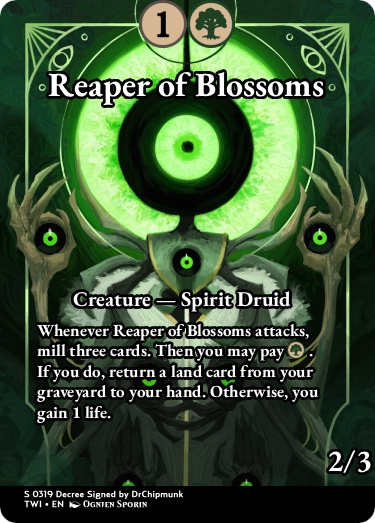 1
Reaper of Blossoms
Creature — Spirit Druid
Whenever Reaper of Blossoms attacks,
mill three cards. Then you may pay .
If you do, return a land card from your
graveyard to your hand. Otherwise, you
gain 1 life.
2/3
S 0319 Decree Signed by DrChipmunk
TWI • EN Ognjen Sporin